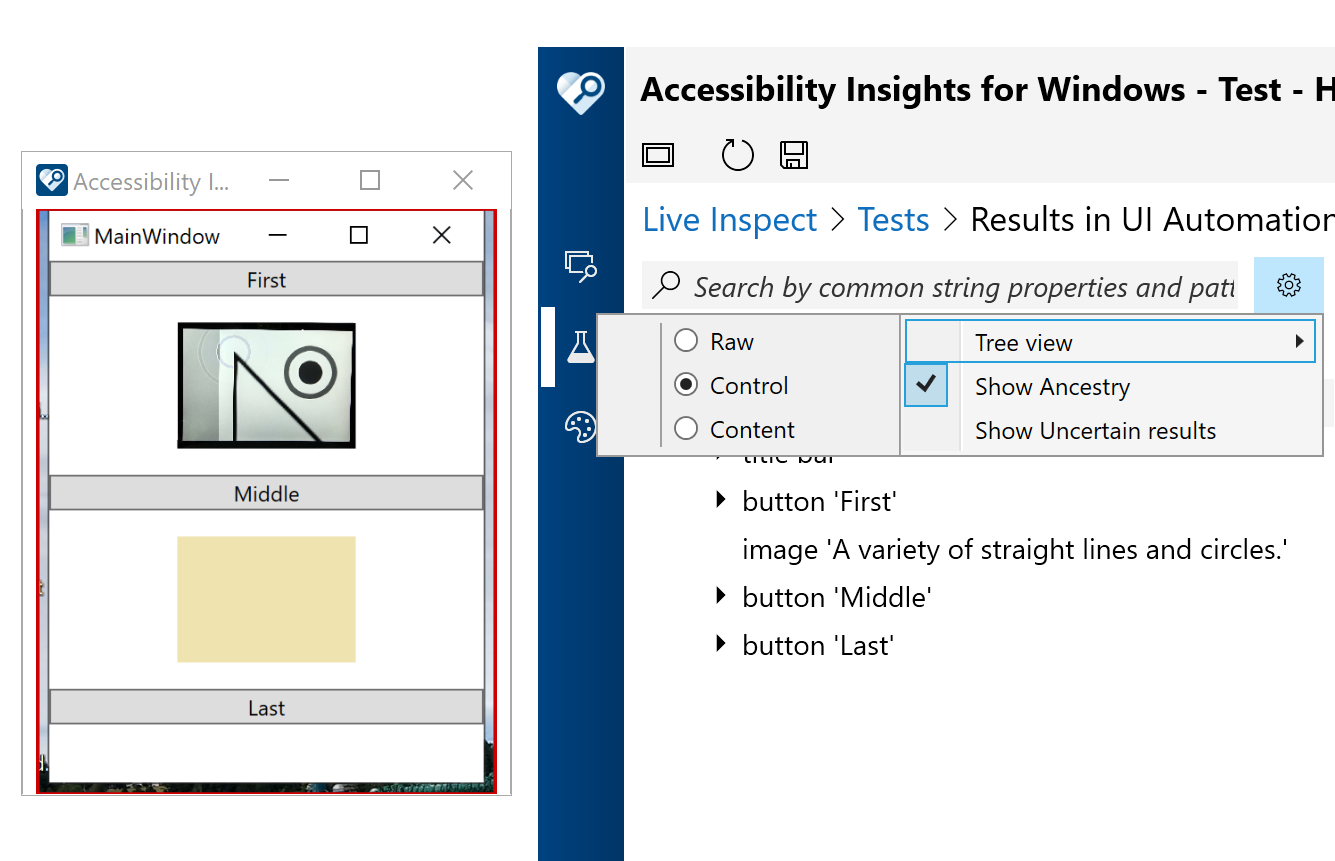 Accessibility I...
MainWindow
First
Middle
Last
Accessibility Insights for Windows - Test - H
Live Inspect > Tests > Results in UI Automation
Search by common string properties and patt
Raw
Control
Content
Tree view
Show Ancestry
Show Uncertain results
title bar
button 'First'
image 'A variety of straight lines and circles.'
button 'Middle'
button 'Last'